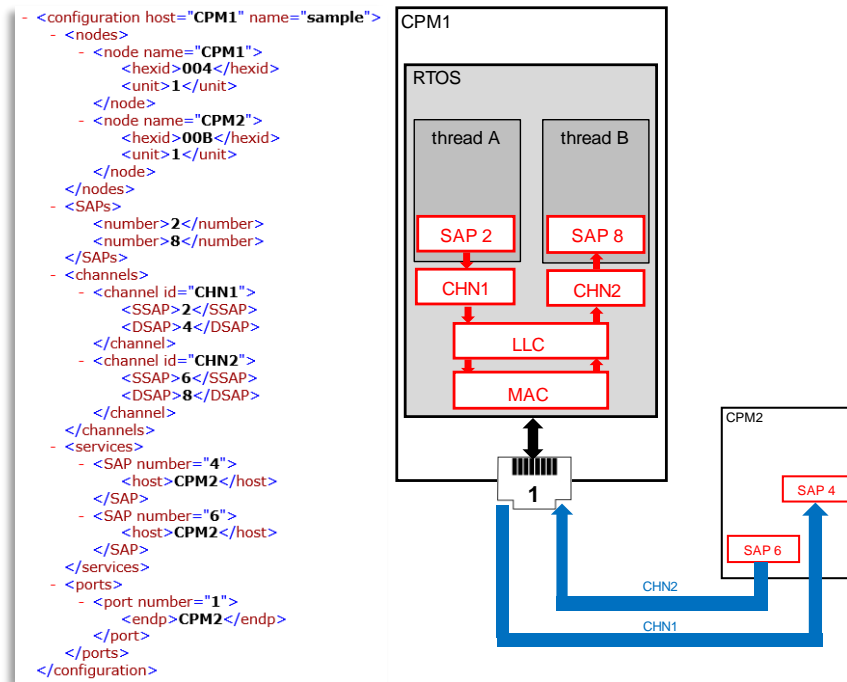 - <configuration host="CPM1" name="sample">
- <nodes>
- <node name="CPM1">
<hexid>004</hexid>
<unit>1</unit>
</node>
- <node name="CPM2">
<hexid>00B</hexid>
<unit>1</unit>
</node>
</nodes>
- <SAPs>
<number>2</number>
<number>8</number>
</SAPs>
- <channels>
- <channel id="CHN1">
<SSAP>2</SSAP>
<DSAP>4</DSAP>
</channel>
- <channel id="CHN2">
<SSAP>6</SSAP>
<DSAP>8</DSAP>
</channel>
</channels>
- <services>
- <SAP number="4">
<host>CPM2</host>
</SAP>
- <SAP number="6">
<host>CPM2</host>
</SAP>
</services>
- <ports>
- <port number="1">
<endp>CPM2</endp>
</port>
</ports>
</configuration>
CPM1
RTOS
thread A
thread B
SAP 2
SAP 8
CHN1
CHN2
LLC
MAC
1
CPM2
SAP 4
SAP 6
CHN2
CHN1